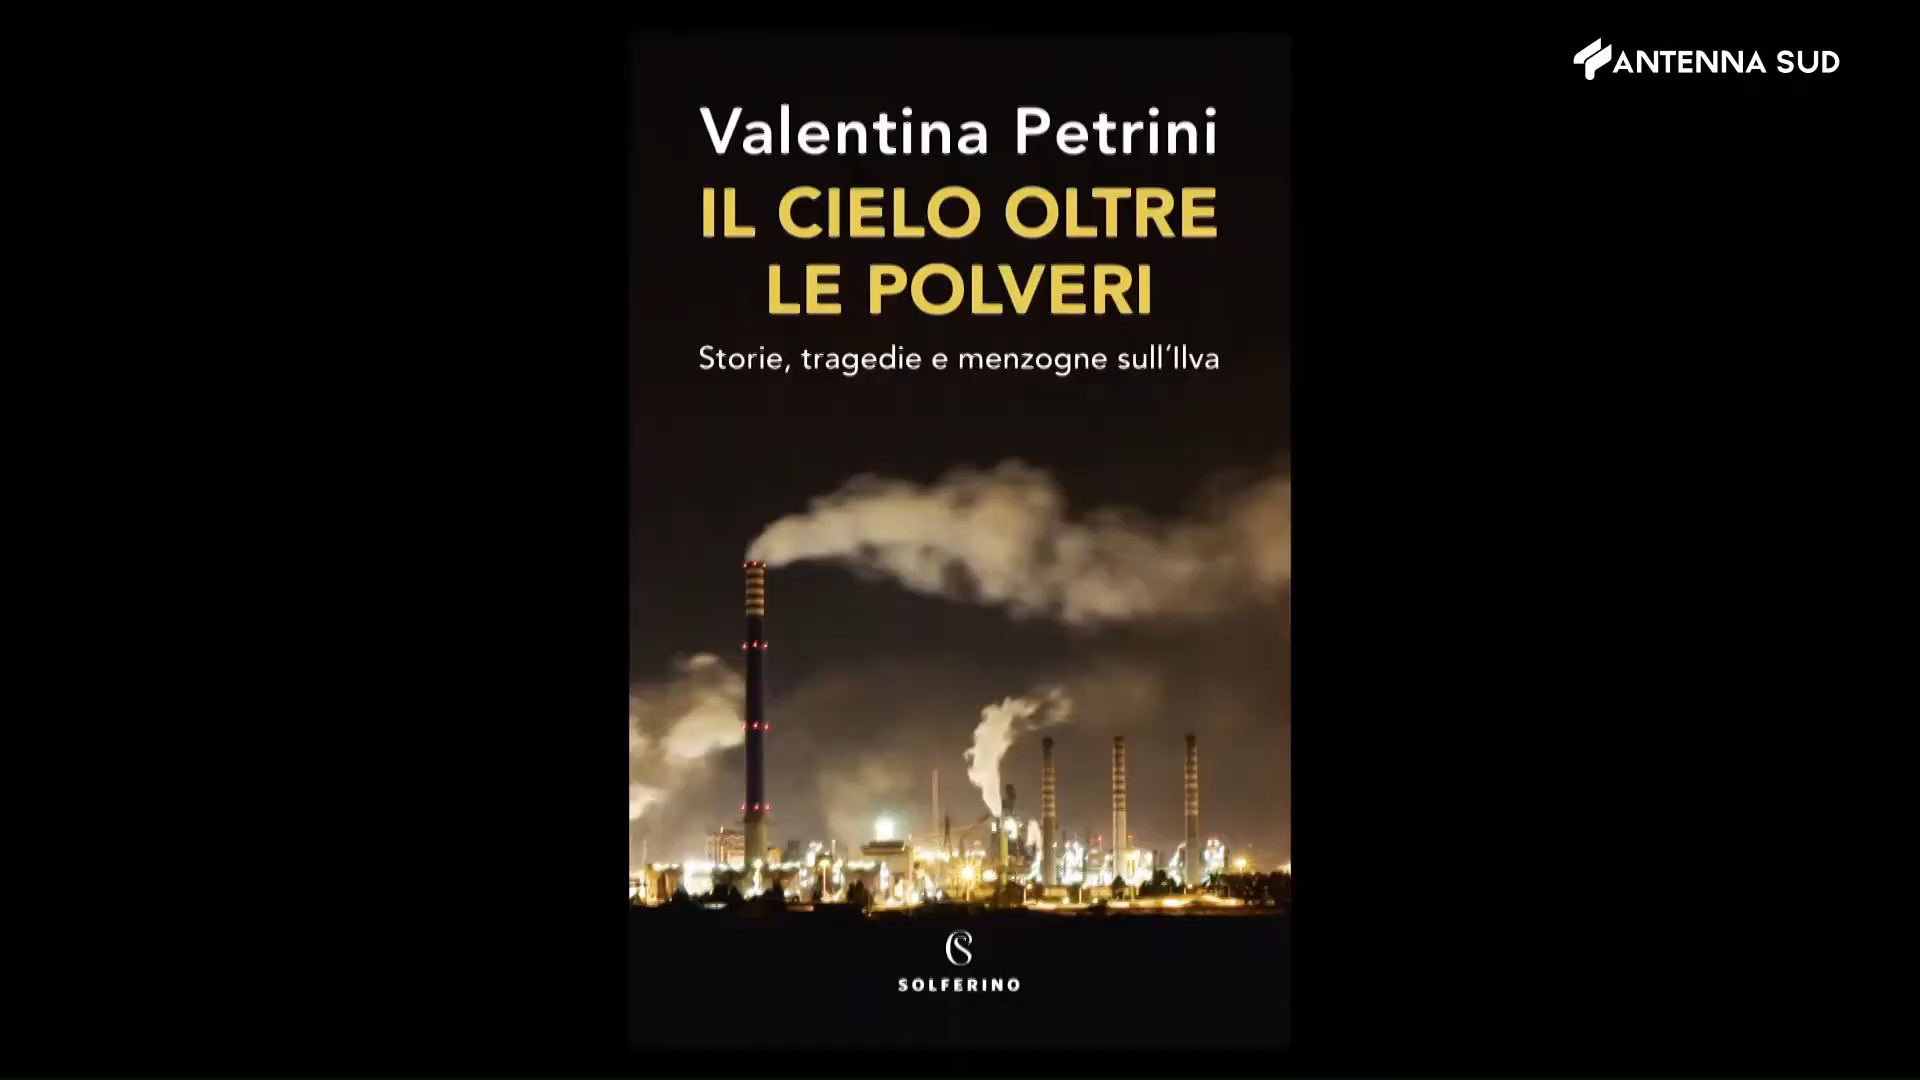 ANTENNA SUD
Valentina Petrini
IL CIELO OLTRE
LE POLVERI
Storie, tragedie e menzogne sull'Ilva
SOLFERINO